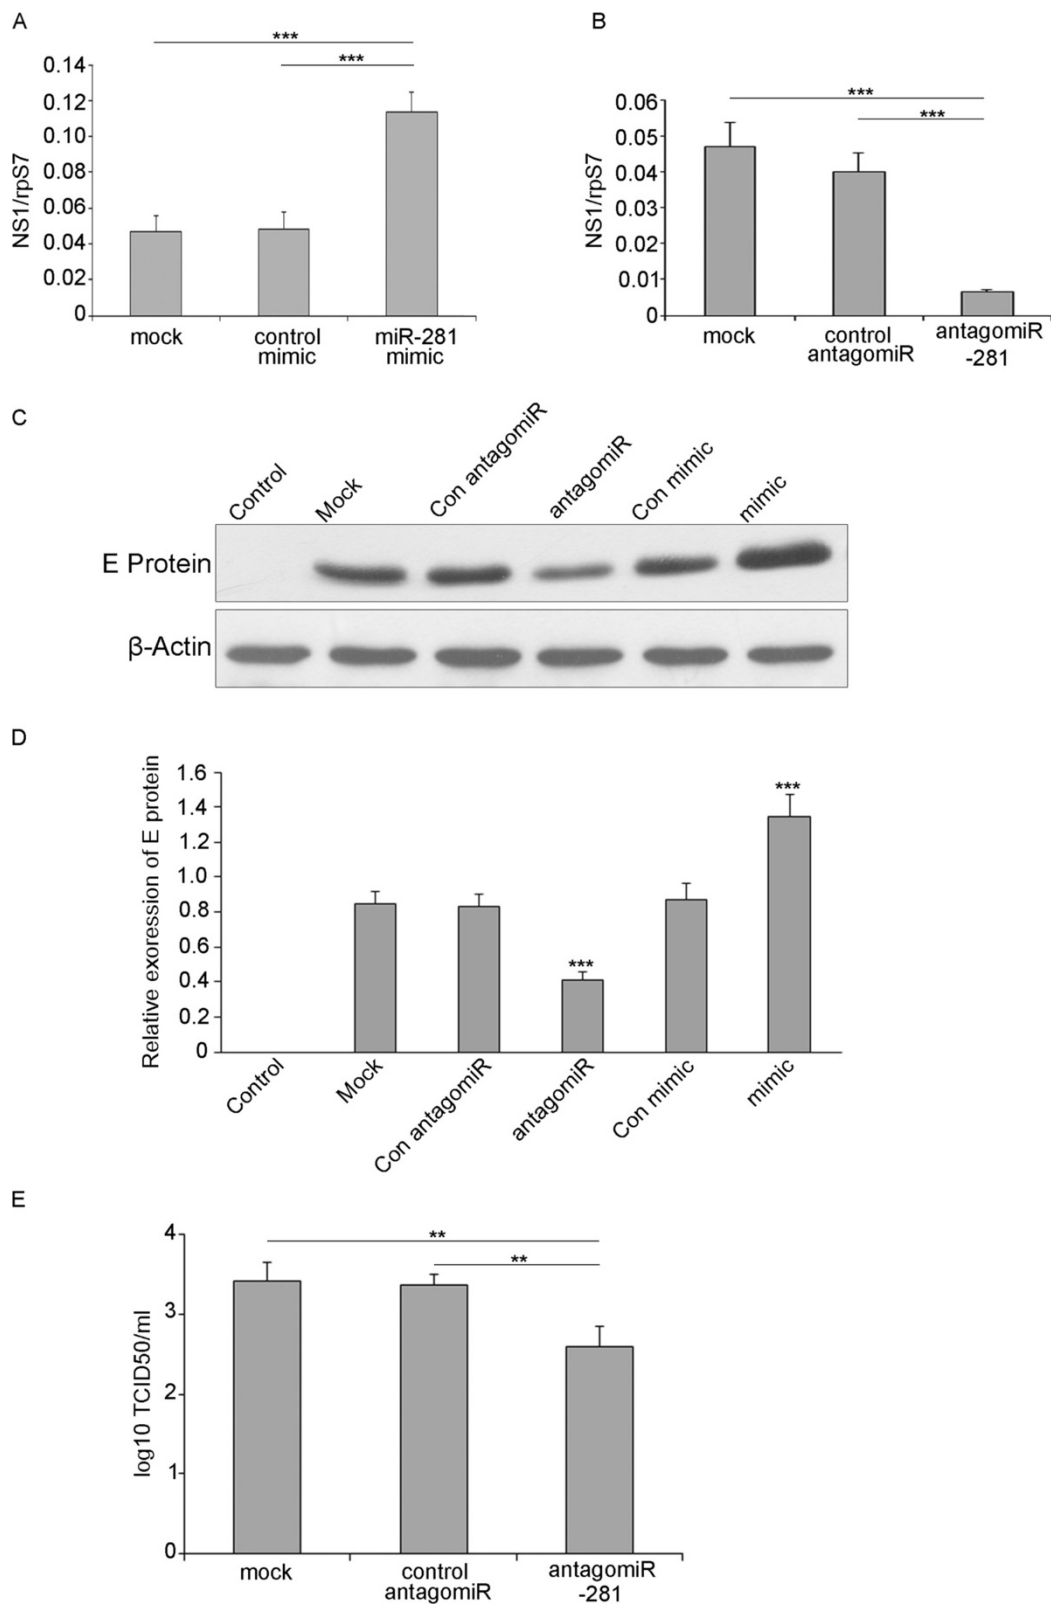 A
***
***
0.14
0.12
0.10
0.08
0.06
0.04
0.02
0
NS1/rpS7
mock
control
mimic
miR-281
mimic
B
***
***
0.06
0.05
0.04
0.03
0.02
0.01
0
NS1/rpS7
mock
control
antagomiR
antagomiR
-281
C
Control
Mock
Con antagomiR
antagomiR
Con mimic
mimic
E Protein
β-Actin
D
Relative exoression of E protein
1.6
1.4
1.2
1.0
0.8
0.6
0.4
0.2
0
***
***
Control
Mock
Con antagomiR
antagomiR
Con mimic
mimic
E
log10 TCID50/ml
4
3
2
1
0
**
**
mock
control
antagomiR
antagomiR
-281